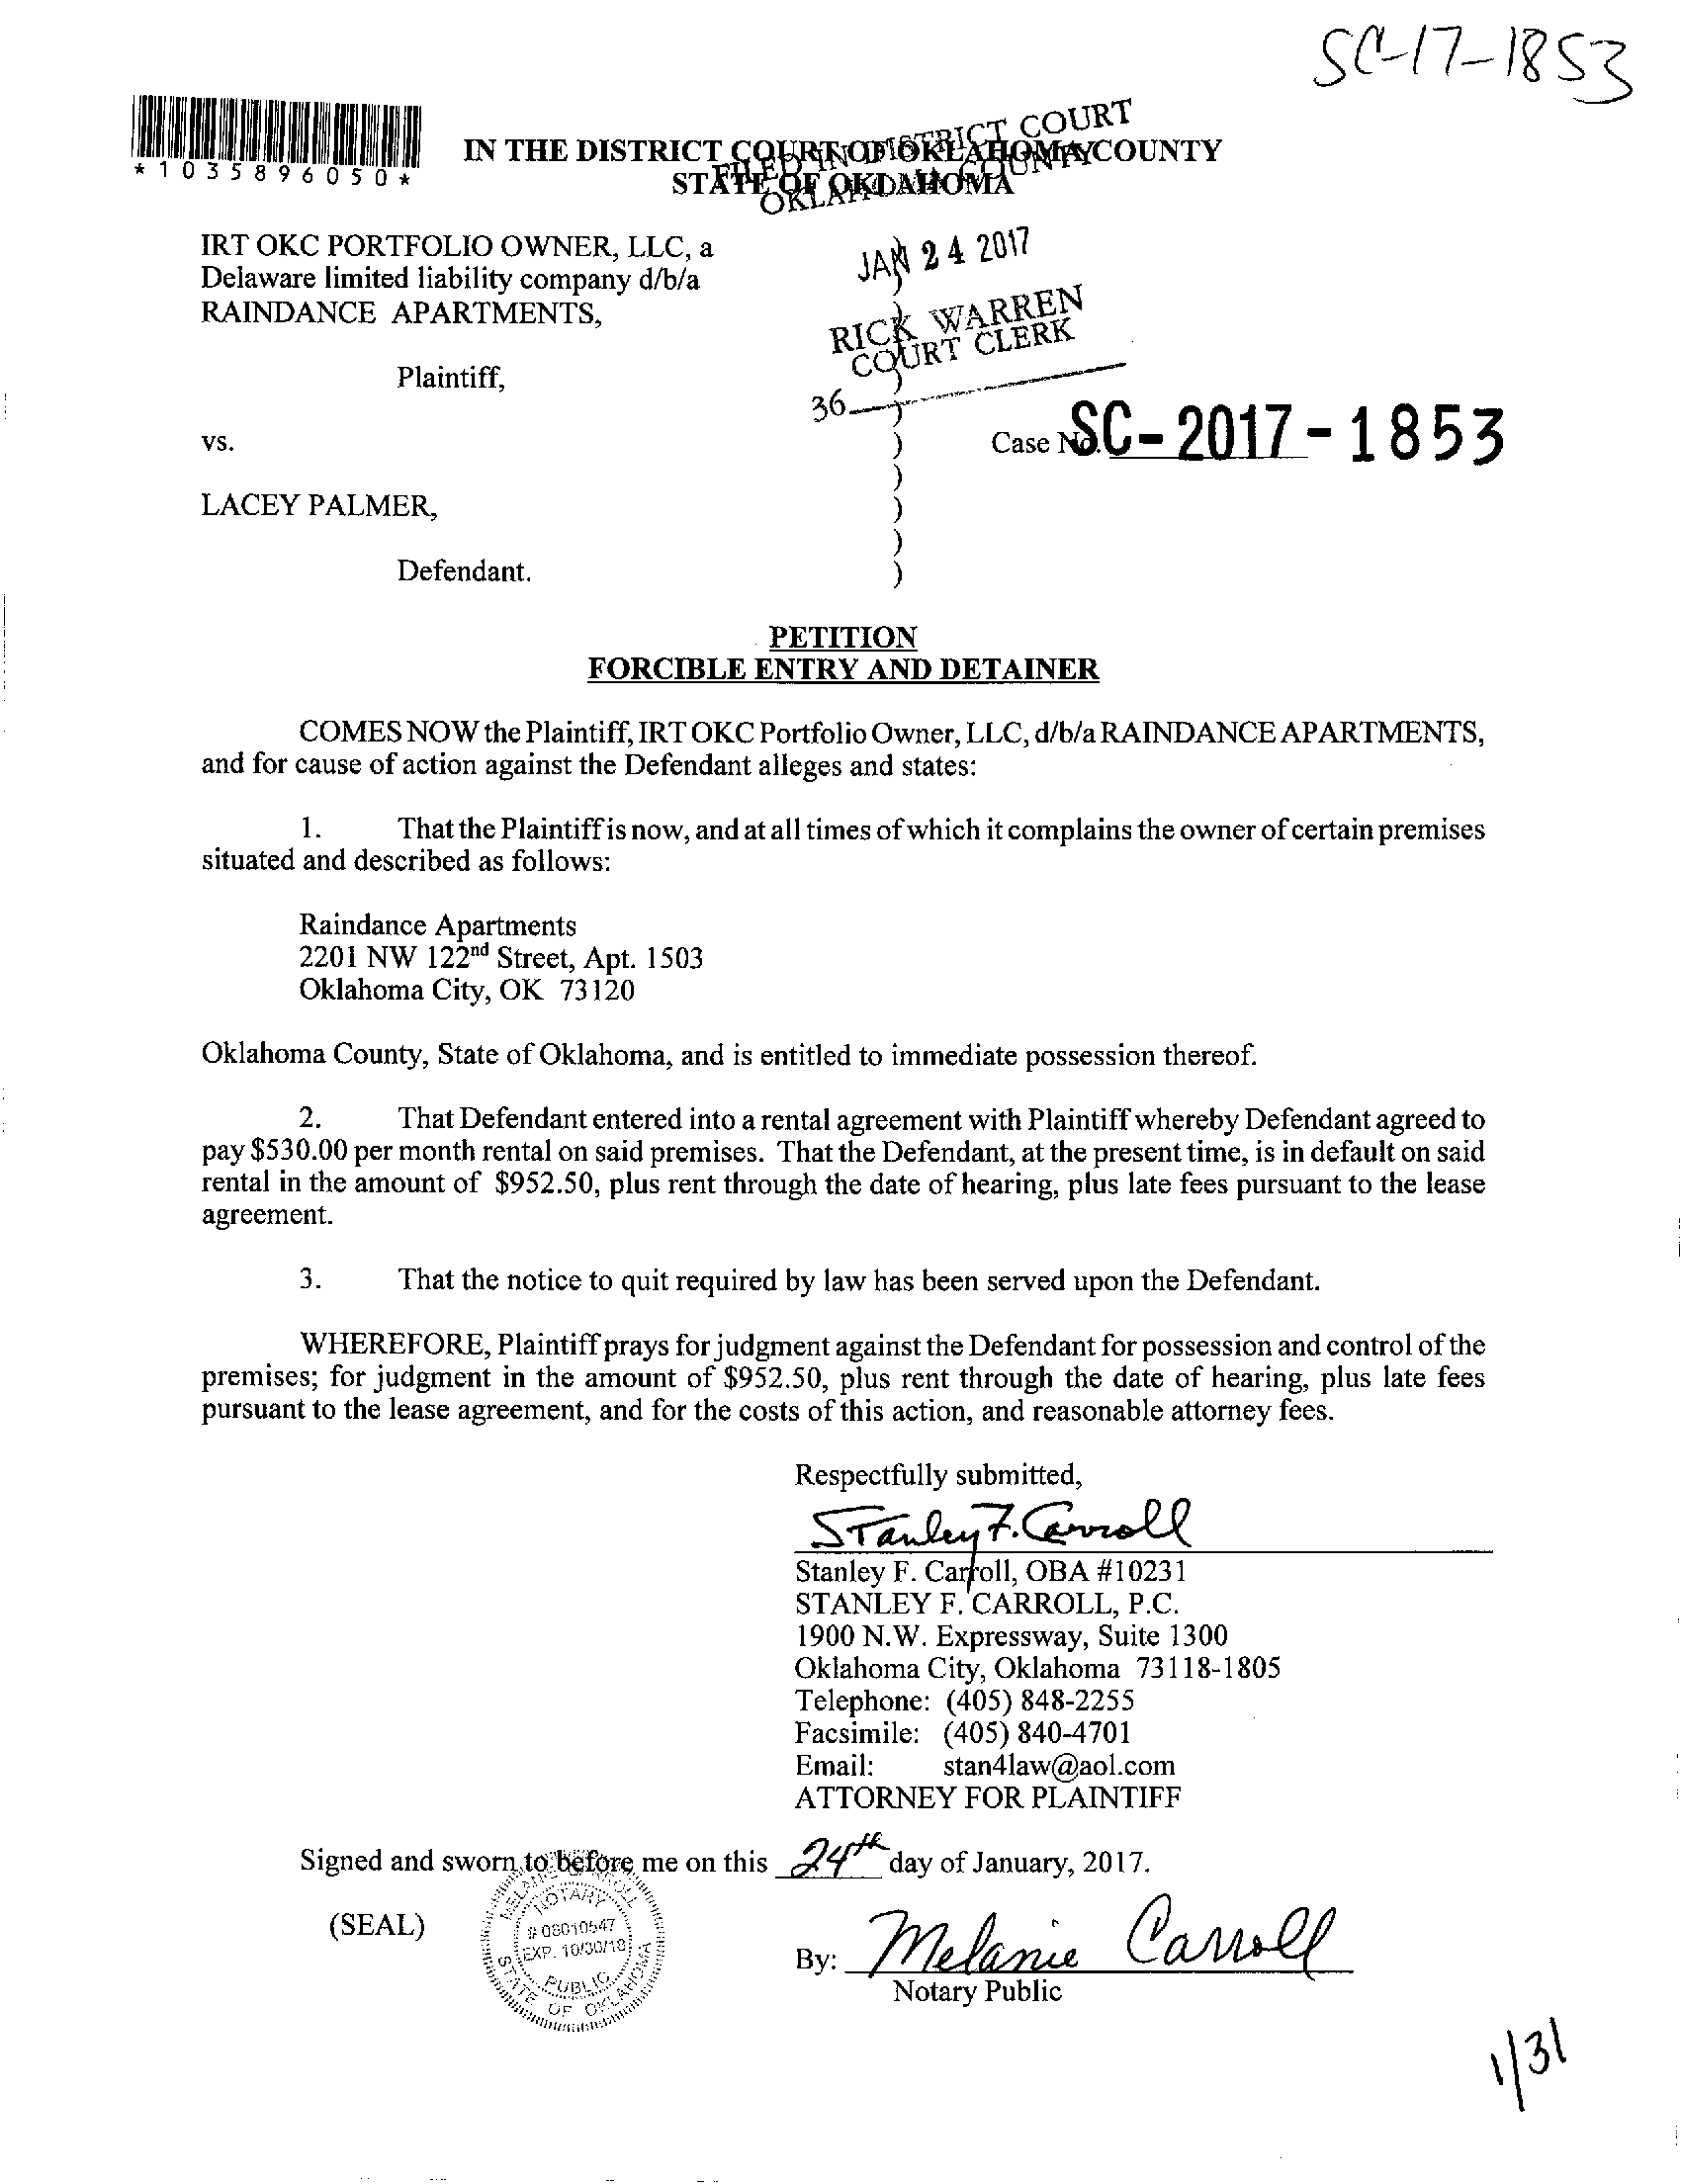 SC-17-1853
*1035896050*
IN THE DISTRICT COURT OF OKLAHOMA COUNTY
STATE OF OKLAHOMA
FILED IN DISTRICT COURT
OKLAHOMA COUNTY
IRT OKC PORTFOLIO OWNER, LLC, a
Delaware limited liability company d/b/a
RAINDANCE APARTMENTS,
JAN 24 2017
RICK WARREN
COURT CLERK
36
Plaintiff,
vs.
Case No. SC-2017-1853
LACEY PALMER,
Defendant.
)
)
)
)
)
)
)
)
)
PETITION
FORCIBLE ENTRY AND DETAINER
COMES NOW the Plaintiff, IRT OKC Portfolio Owner, LLC, d/b/a RAINDANCE APARTMENTS,
and for cause of action against the Defendant alleges and states:
1. That the Plaintiff is now, and at all times of which it complains the owner of certain premises
situated and described as follows:
Raindance Apartments
2201 NW 122nd Street, Apt. 1503
Oklahoma City, OK 73120
Oklahoma County, State of Oklahoma, and is entitled to immediate possession thereof.
2. That Defendant entered into a rental agreement with Plaintiff whereby Defendant agreed to
pay $530.00 per month rental on said premises. That the Defendant, at the present time, is in default on said
rental in the amount of $952.50, plus rent through the date of hearing, plus late fees pursuant to the lease
agreement.
3. That the notice to quit required by law has been served upon the Defendant.
WHEREFORE, Plaintiff prays for judgment against the Defendant for possession and control of the
premises; for judgment in the amount of $952.50, plus rent through the date of hearing, plus late fees
pursuant to the lease agreement, and for the costs of this action, and reasonable attorney fees.
Respectfully submitted,
Stanley F. Carroll
Stanley F. Carroll, OBA #10231
STANLEY F. CARROLL, P.C.
1900 N.W. Expressway, Suite 1300
Oklahoma City, Oklahoma 73118-1805
Telephone: (405) 848-2255
Facsimile: (405) 840-4701
Email: stan4law@aol.com
ATTORNEY FOR PLAINTIFF
Signed and sworn to before me on this 24th day of January, 2017.
(SEAL)
MELANIE CARROLL
NOTARY
# 08010547
EXP. 10/30/18
PUBLIC
STATE OF OKLAHOMA
By: Melanie Carroll
Notary Public
1/31